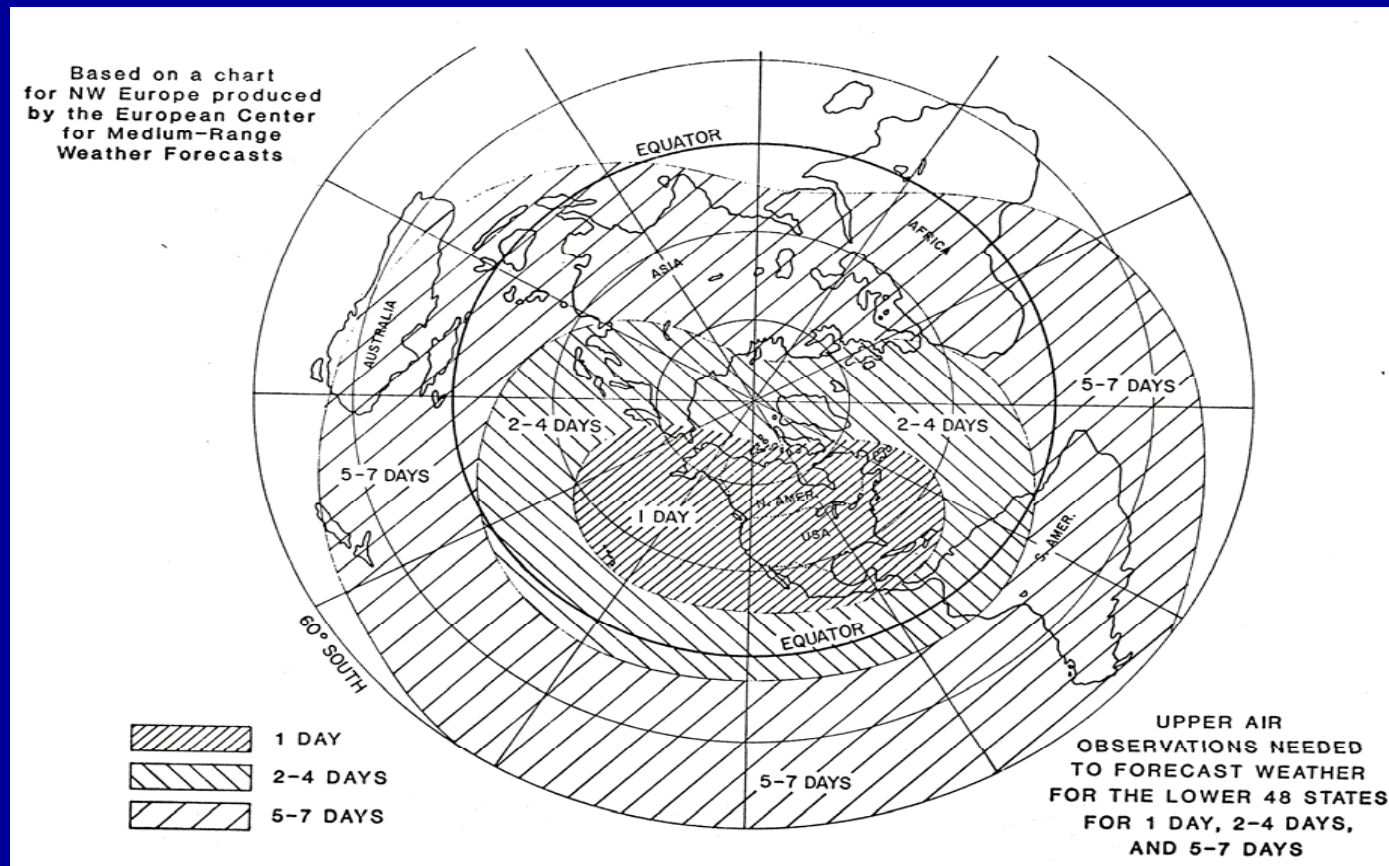 Based on a chart
for NW Europe produced
by the European Center
for Medium-Range
Weather Forecasts
EQUATOR
AFRICA
ASIA
AUSTRALIA
5-7 DAYS
2-4 DAYS
2-4 DAYS
5-7 DAYS
N. AMER.
1 DAY
USA
S. AMER.
EQUATOR
60° SOUTH
5-7 DAYS
1 DAY
2-4 DAYS
5-7 DAYS
UPPER AIR
OBSERVATIONS NEEDED
TO FORECAST WEATHER
FOR THE LOWER 48 STATES
FOR 1 DAY, 2-4 DAYS,
AND 5-7 DAYS